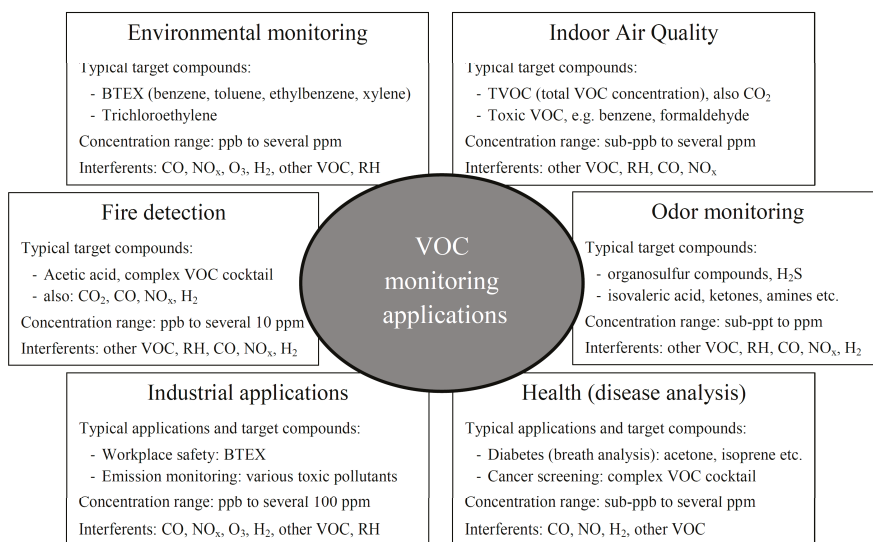 Environmental monitoring
Typical target compounds:
- BTEX (benzene, toluene, ethylbenzene, xylene)
- Trichloroethylene
Concentration range: ppb to several ppm
Interferents: CO, NOx, O3, H2, other VOC, RH
Indoor Air Quality
Typical target compounds:
- TVOC (total VOC concentration), also CO2
- Toxic VOC, e.g. benzene, formaldehyde
Concentration range: sub-ppb to several ppm
Interferents: other VOC, RH, CO, NOx
Fire detection
Typical target compounds:
- Acetic acid, complex VOC cocktail
- also: CO2, CO, NOx, H2
Concentration range: ppb to several 10 ppm
Interferents: other VOC, RH, CO, NOx, H2
VOC
monitoring
applications
Odor monitoring
Typical target compounds:
- organosulfur compounds, H2S
- isovaleric acid, ketones, amines etc.
Concentration range: sub-ppt to ppm
Interferents: other VOC, RH, CO, NOx, H2
Industrial applications
Typical applications and target compounds:
- Workplace safety: BTEX
- Emission monitoring: various toxic pollutants
Concentration range: ppb to several 100 ppm
Interferents: CO, NOx, O3, H2, other VOC, RH
Health (disease analysis)
Typical applications and target compounds:
- Diabetes (breath analysis): acetone, isoprene etc.
- Cancer screening: complex VOC cocktail
Concentration range: sub-ppb to several ppm
Interferents: CO, NO, H2, other VOC